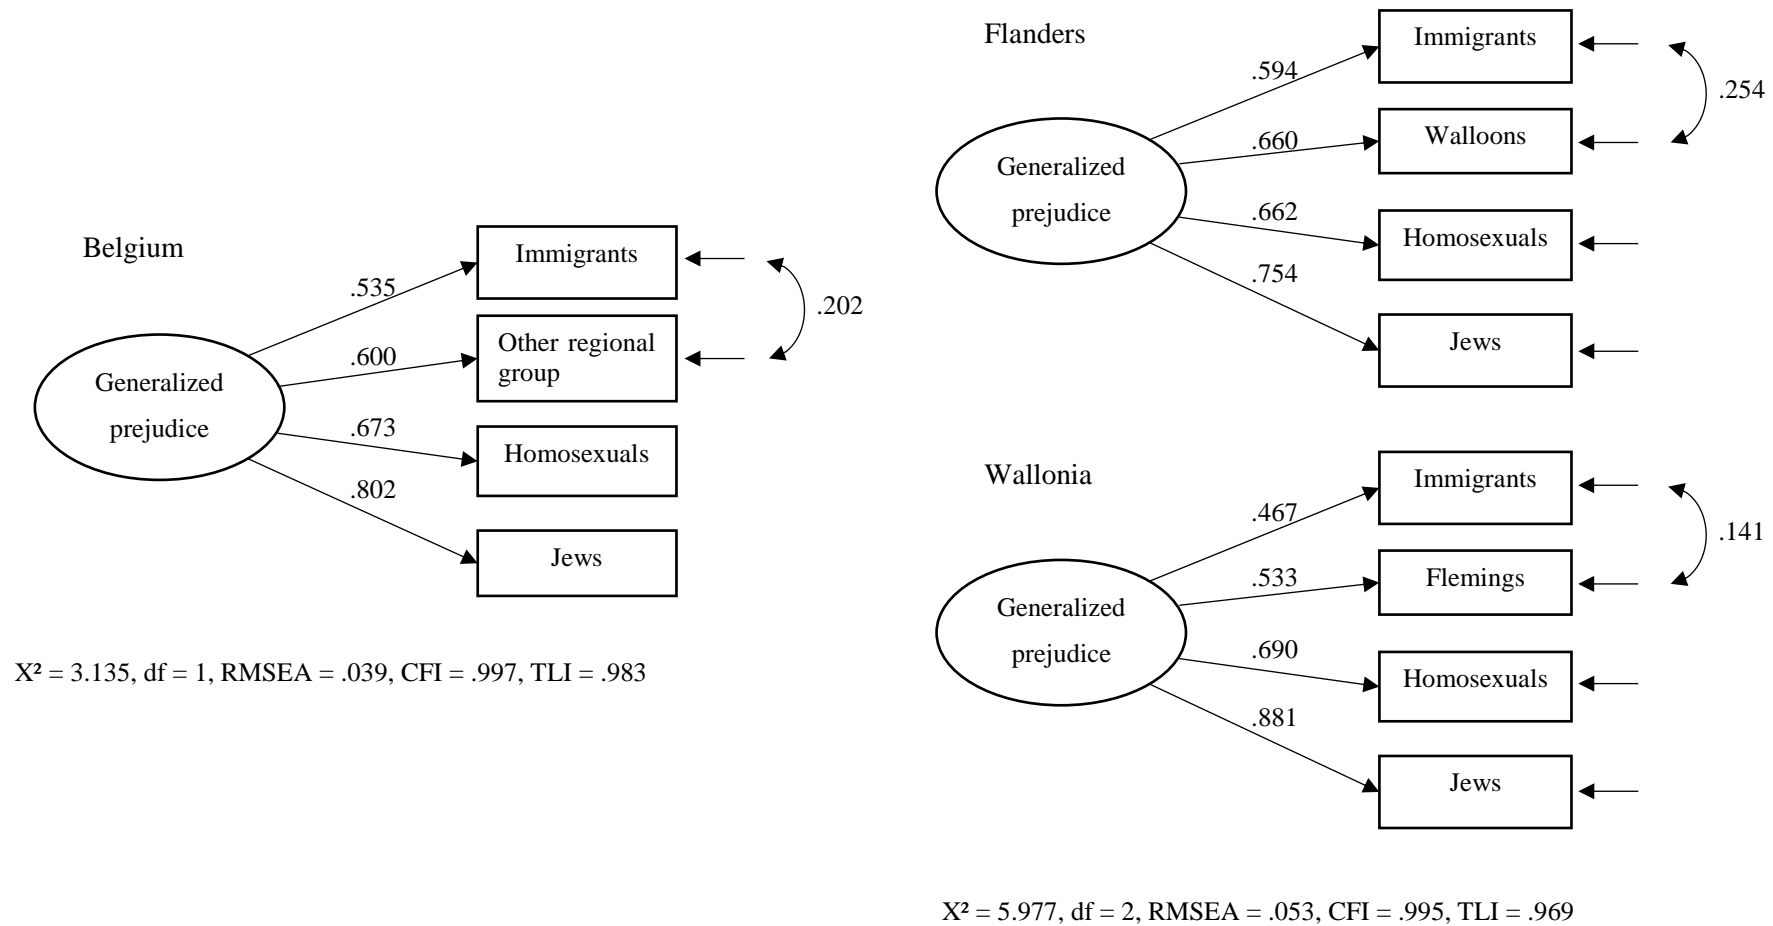 Belgium
Generalized
prejudice
.535
.600
.673
.802
Immigrants
Other regional
group
Homosexuals
Jews
.202
X² = 3.135, df = 1, RMSEA = .039, CFI = .997, TLI = .983
Flanders
Generalized
prejudice
.594
.660
.662
.754
Immigrants
Walloons
Homosexuals
Jews
.254
Wallonia
Generalized
prejudice
.467
.533
.690
.881
Immigrants
Flemings
Homosexuals
Jews
.141
X² = 5.977, df = 2, RMSEA = .053, CFI = .995, TLI = .969